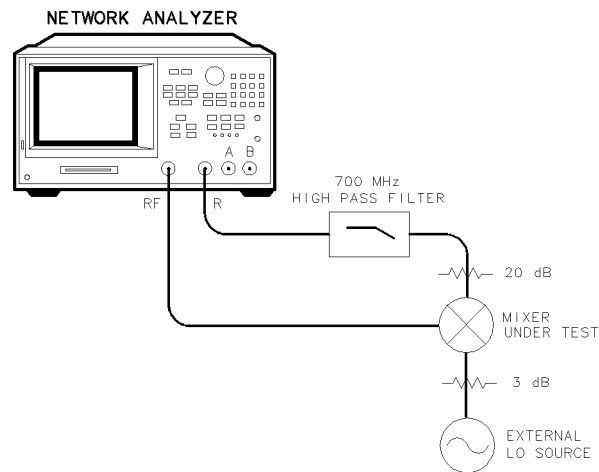 NETWORK ANALYZER
A B
RF
R
700 MHz
HIGH PASS FILTER
20 dB
MIXER
UNDER TEST
3 dB
EXTERNAL
LO SOURCE